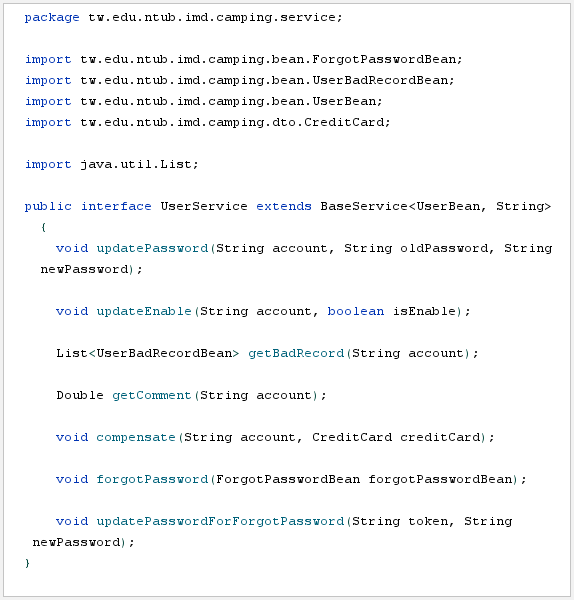 package tw.edu.ntub.imd.camping.service;

import tw.edu.ntub.imd.camping.bean.ForgotPasswordBean;
import tw.edu.ntub.imd.camping.bean.UserBadRecordBean;
import tw.edu.ntub.imd.camping.bean.UserBean;
import tw.edu.ntub.imd.camping.dto.CreditCard;

import java.util.List;

public interface UserService extends BaseService<UserBean, String>
{
void updatePassword(String account, String oldPassword, String
newPassword);

void updateEnable(String account, boolean isEnable);

List<UserBadRecordBean> getBadRecord(String account);

Double getComment(String account);

void compensate(String account, CreditCard creditCard);

void forgotPassword(ForgotPasswordBean forgotPasswordBean);

void updatePasswordForForgotPassword(String token, String
newPassword);
}